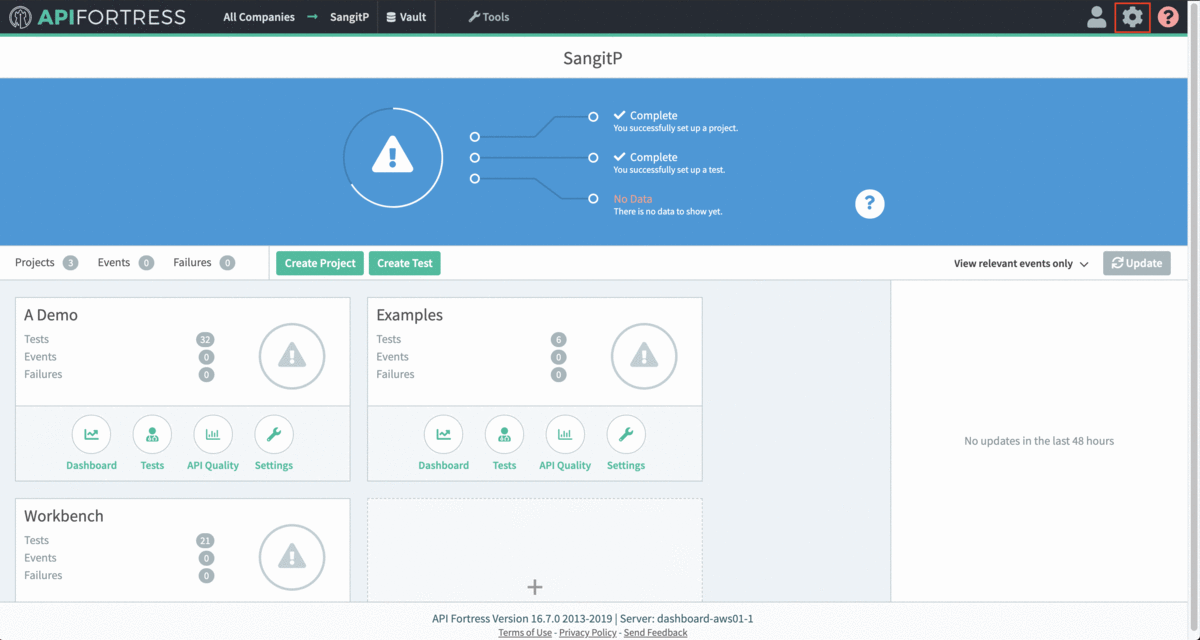 APIFORTRESS All Companies → SangitP Vault Tools ?
SangitP
Complete
You successfully set up a project.
Complete
You successfully set up a test.
No Data
There is no data to show yet.
?
Projects 3 Events 0 Failures 0 Create Project Create Test View relevant events only Update
A Demo
Tests 32
Events 0
Failures 0
Dashboard Tests API Quality Settings
Examples
Tests 6
Events 0
Failures 0
Dashboard Tests API Quality Settings
No updates in the last 48 hours
Workbench
Tests 21
Events 0
Failures 0
+
API Fortress Version 16.7.0 2013-2019 | Server: dashboard-aws01-1
Terms of Use - Privacy Policy - Send Feedback